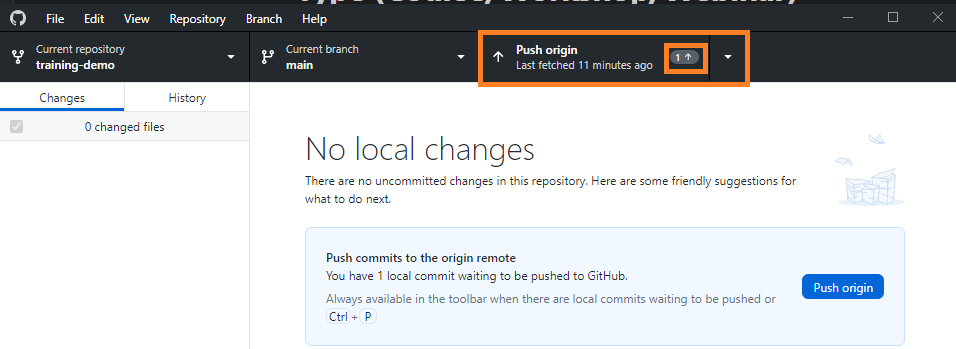 Type (Course, Workshop, Webinar)
File Edit View Repository Branch Help
Current repository
training-demo
Current branch
main
Push origin
Last fetched 11 minutes ago
1
Changes
History
0 changed files
No local changes
There are no uncommitted changes in this repository. Here are some friendly suggestions for
what to do next.
Push commits to the origin remote
You have 1 local commit waiting to be pushed to GitHub.
Always available in the toolbar when there are local commits waiting to be pushed or
Ctrl + P
Push origin